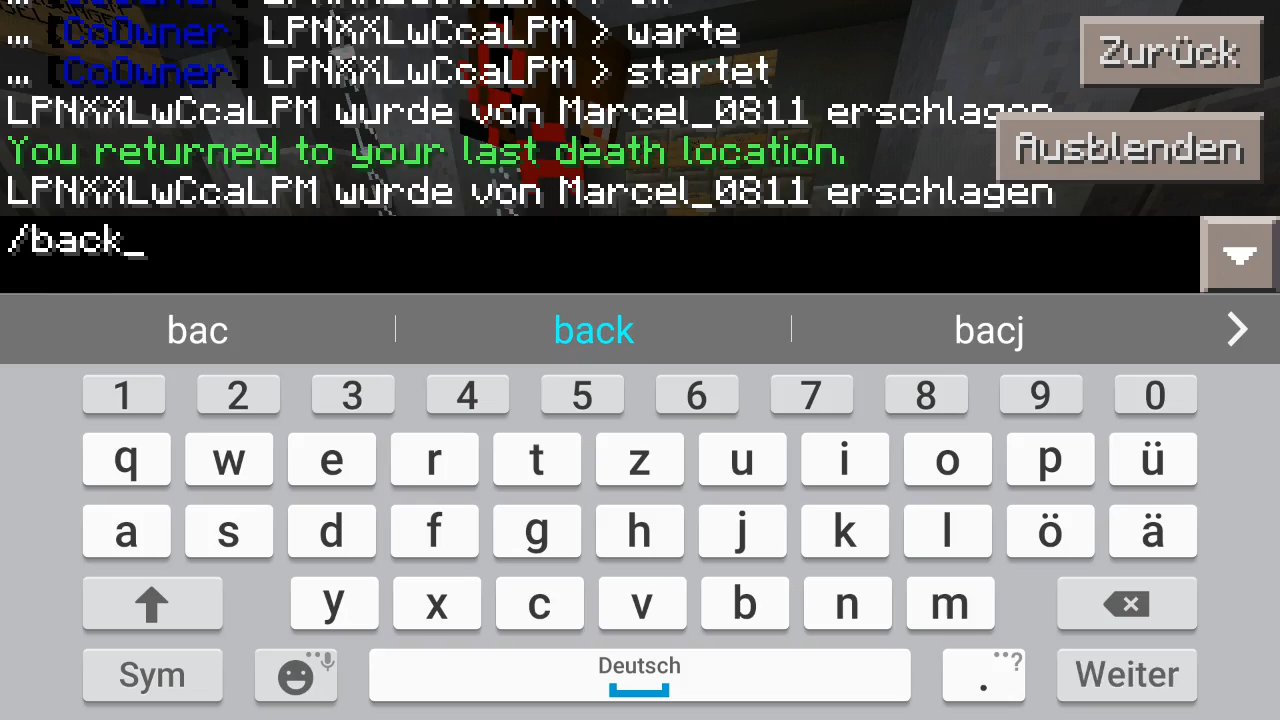 ... [CoOwner] LPNXXLwCcaLPM > warte
... [CoOwner] LPNXXLwCcaLPM > startet
LPNXXLwCcaLPM wurde von Marcel_0811 erschlagen
You returned to your last death location.
LPNXXLwCcaLPM wurde von Marcel_0811 erschlagen
Zurück
Ausblenden
/back_
bac back bacj
1 2 3 4 5 6 7 8 9 0
q w e r t z u i o p ü
a s d f g h j k l ö ä
y x c v b n m
Sym Deutsch . ? Weiter